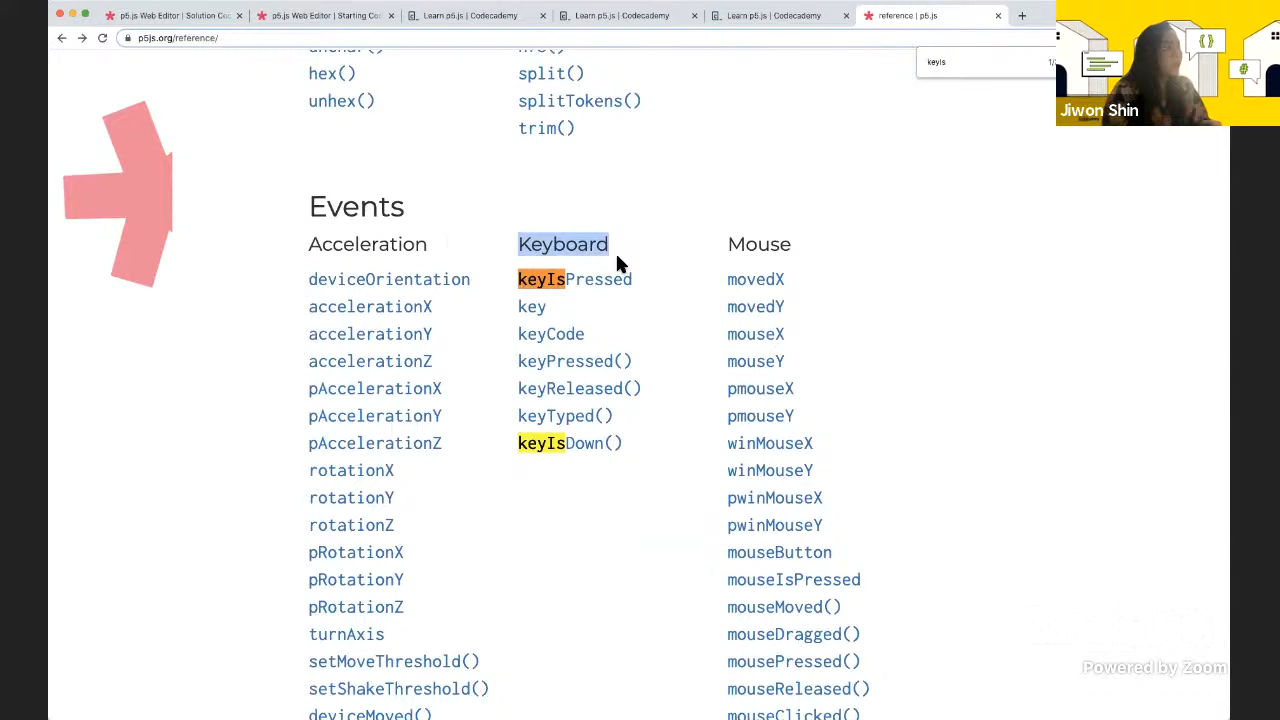 p5.js Web Editor | Solution Co
p5.js Web Editor | Starting Co
Learn p5.js | Codecademy
Learn p5.js | Codecademy
Learn p5.js | Codecademy
reference | p5.js
p5js.org/reference/
keyIs
Jiwon Shin
unchar()
hex()
unhex()
nfs()
split()
splitTokens()
trim()
Events
Acceleration
deviceOrientation
accelerationX
accelerationY
accelerationZ
pAccelerationX
pAccelerationY
pAccelerationZ
rotationX
rotationY
rotationZ
pRotationX
pRotationY
pRotationZ
turnAxis
setMoveThreshold()
setShakeThreshold()
deviceMoved()
Keyboard
keyIsPressed
key
keyCode
keyPressed()
keyReleased()
keyTyped()
keyIsDown()
Mouse
movedX
movedY
mouseX
mouseY
pmouseX
pmouseY
winMouseX
winMouseY
pwinMouseX
pwinMouseY
mouseButton
mouseIsPressed
mouseMoved()
mouseDragged()
mousePressed()
mouseReleased()
mouseClicked()
Powered by Zoom